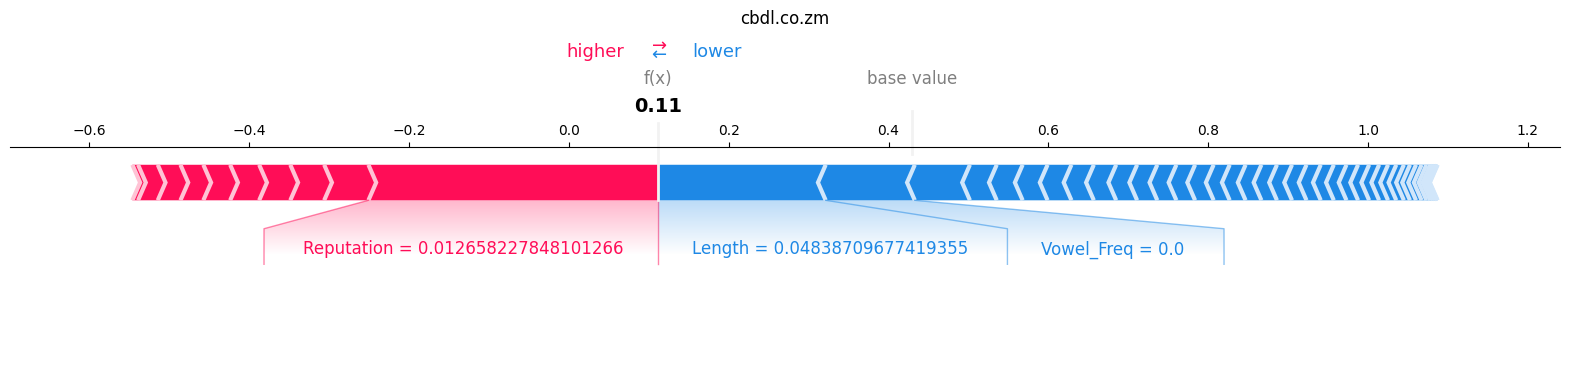 cbdl.co.zm
higher → ← lower
f(x) base value
0.11
−0.6 −0.4 −0.2 0.0 0.2 0.4 0.6 0.8 1.0 1.2
Reputation = 0.012658227848101266 Length = 0.04838709677419355 Vowel_Freq = 0.0